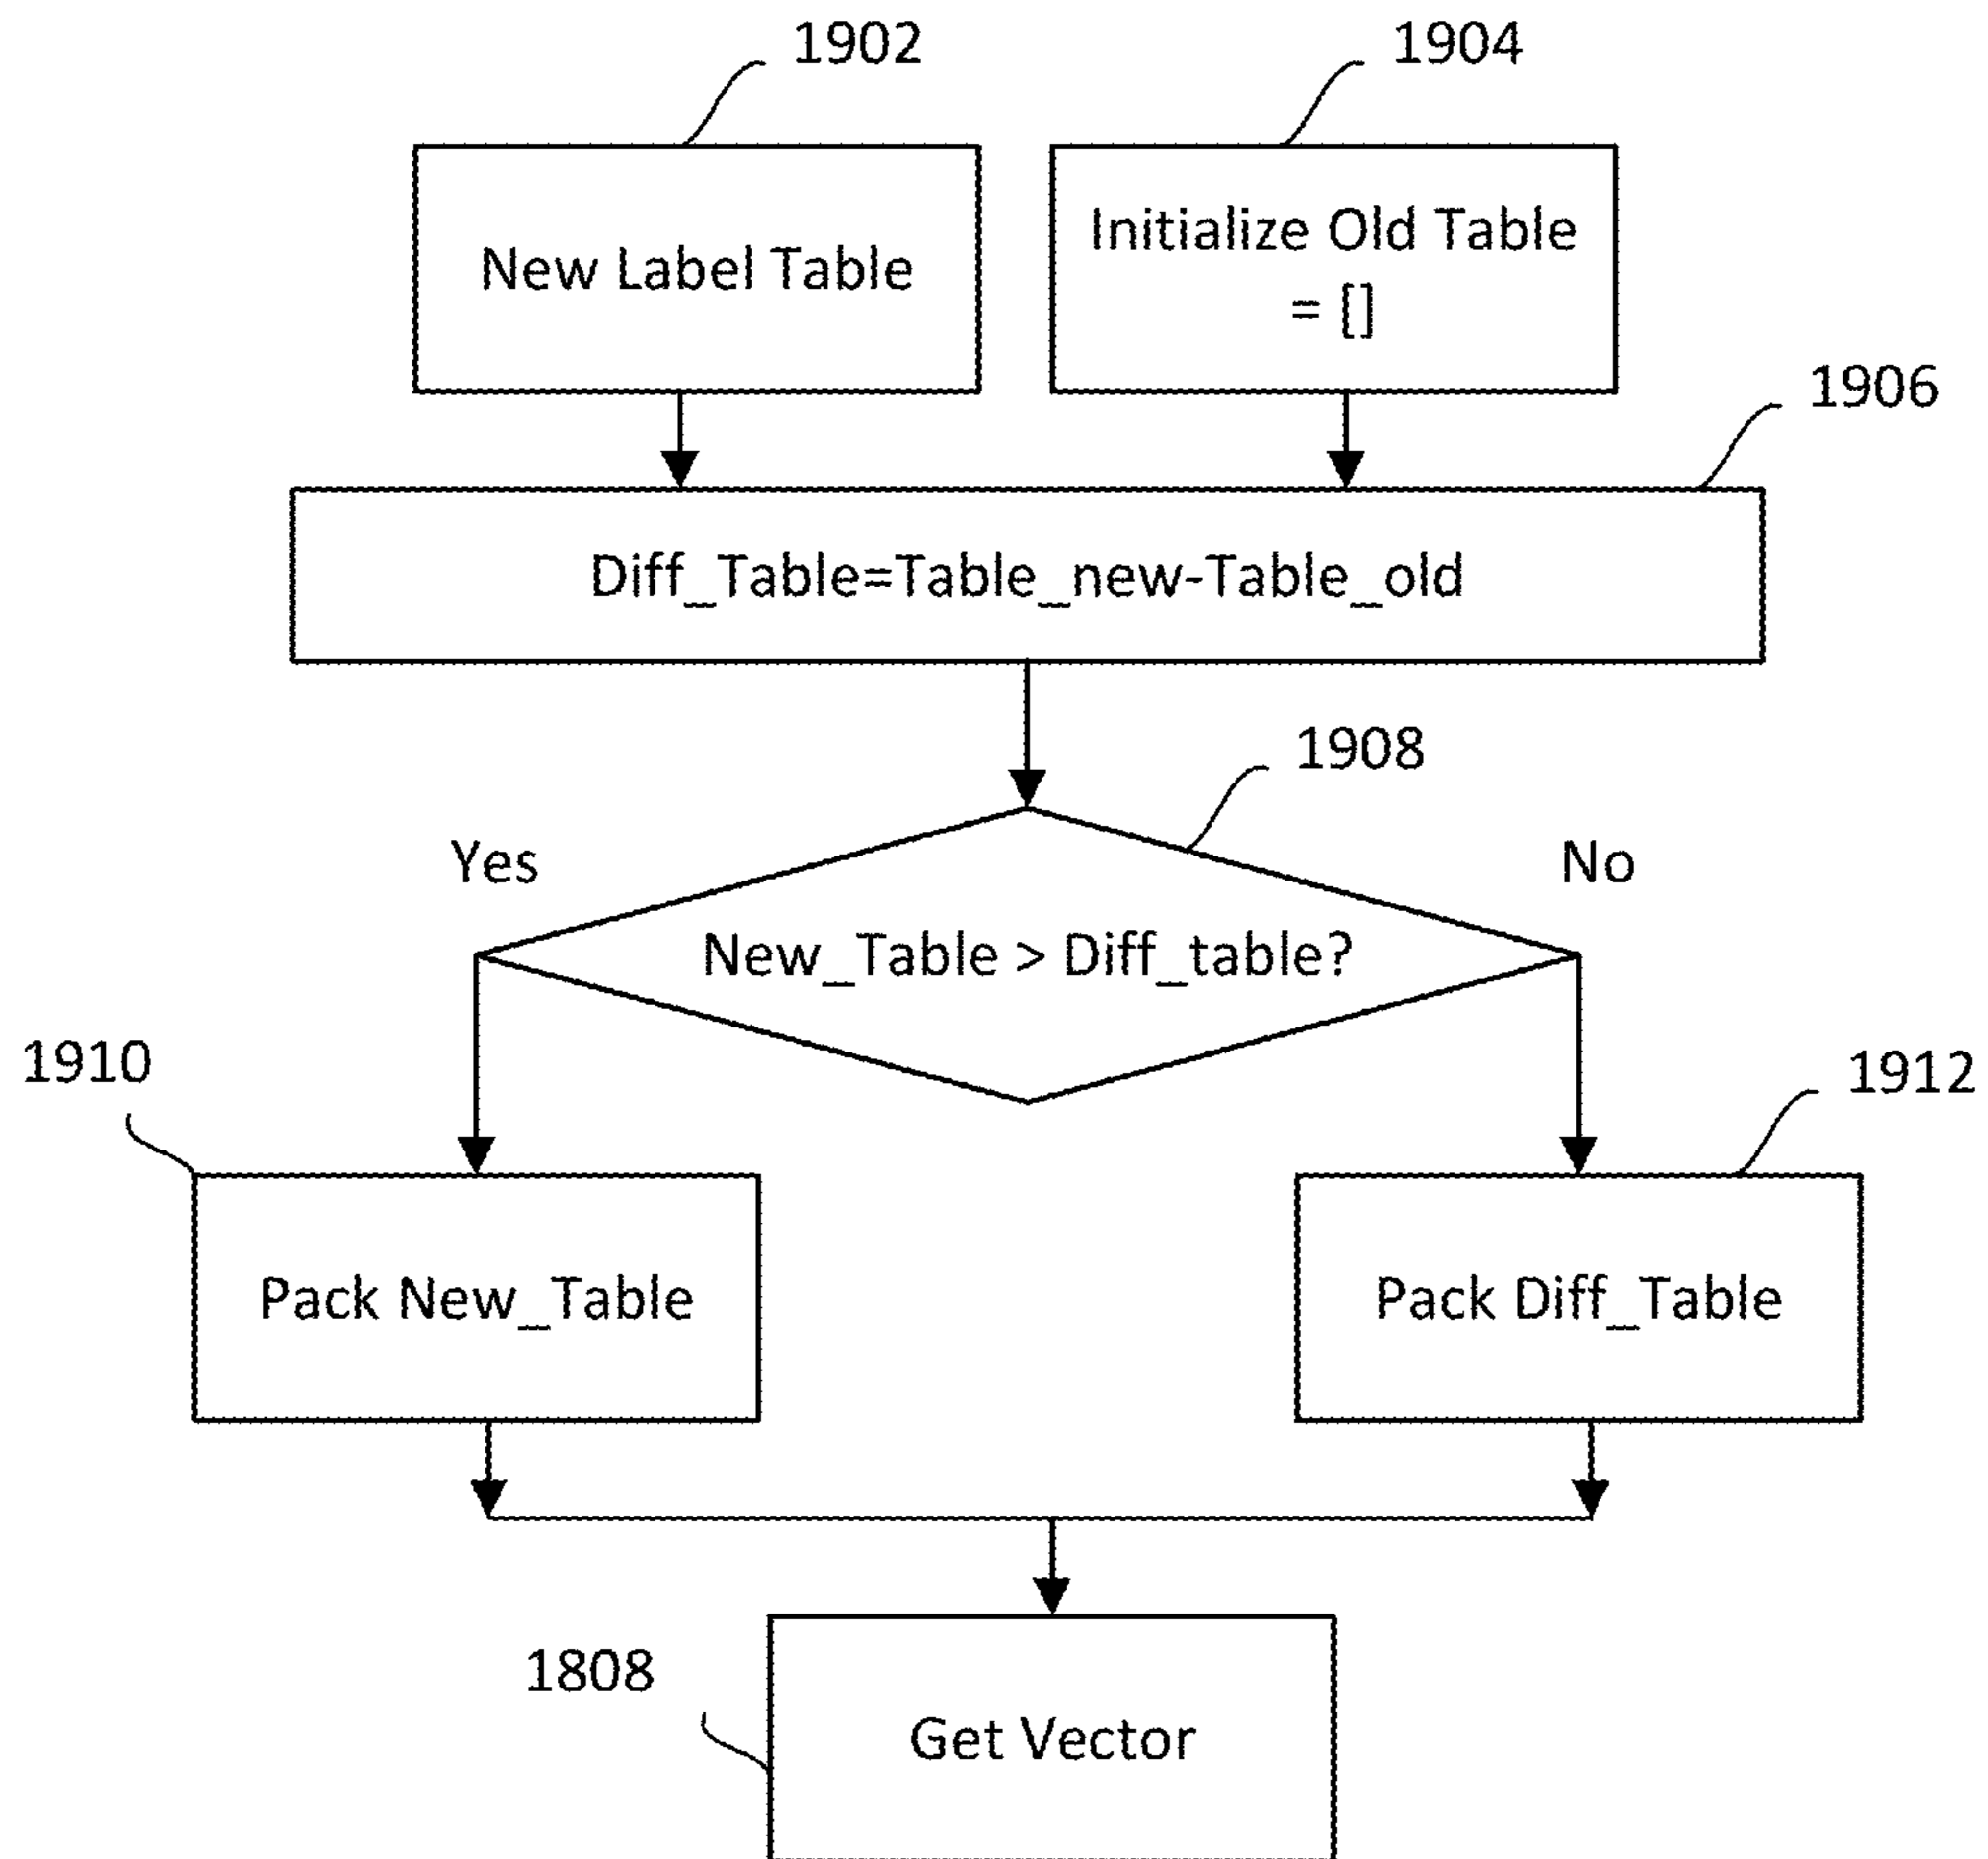 1902
1904
New Label Table
Initialize Old Table
= []
1906
Diff_Table=Table_new-Table_old
1908
Yes
No
New_Table > Diff_table?
1910
1912
Pack New_Table
Pack Diff_Table
1808
Get Vector